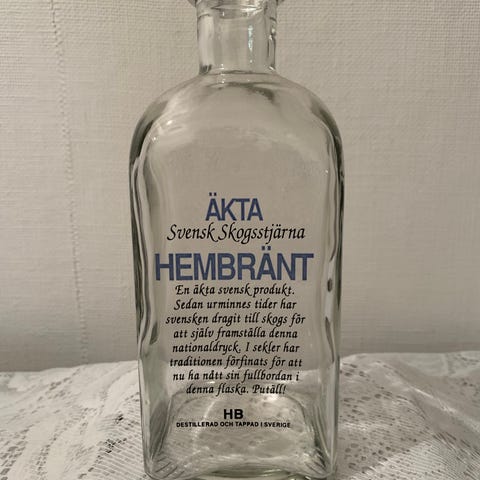 ÄKTA
Svensk Skogsstjärna
HEMBRÄNT
En äkta svensk produkt.
Sedan urminnes tider har
svensken dragit till skogs för
att själv framställa denna
nationaldryck. I sekler har
traditionen förfinats för att
nu ha nått sin fullbordan i
denna flaska. Putäll!
HB
DESTILLERAD OCH TAPPAD I SVERIGE